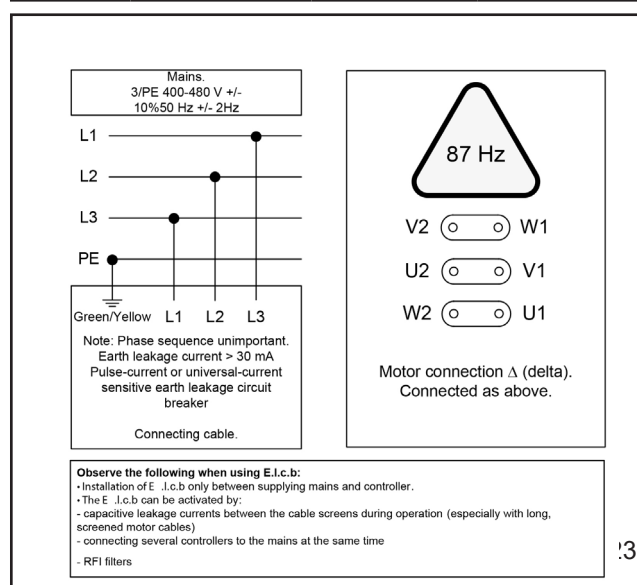 Mains.
3/PE 400-480 V +/-
10%50 Hz +/- 2Hz
L1
L2
L3
PE
Green/Yellow L1 L2 L3
Note: Phase sequence unimportant.
Earth leakage current > 30 mA
Pulse-current or universal-current
sensitive earth leakage circuit
breaker
Connecting cable.
87 Hz
V2 W1
U2 V1
W2 U1
Motor connection Δ (delta).
Connected as above.
Observe the following when using E.l.c.b:
• Installation of E .l.c.b only between supplying mains and controller.
• The E .l.c.b can be activated by:
- capacitive leakage currents between the cable screens during operation (especially with long,
screened motor cables)
- connecting several controllers to the mains at the same time
- RFI filters